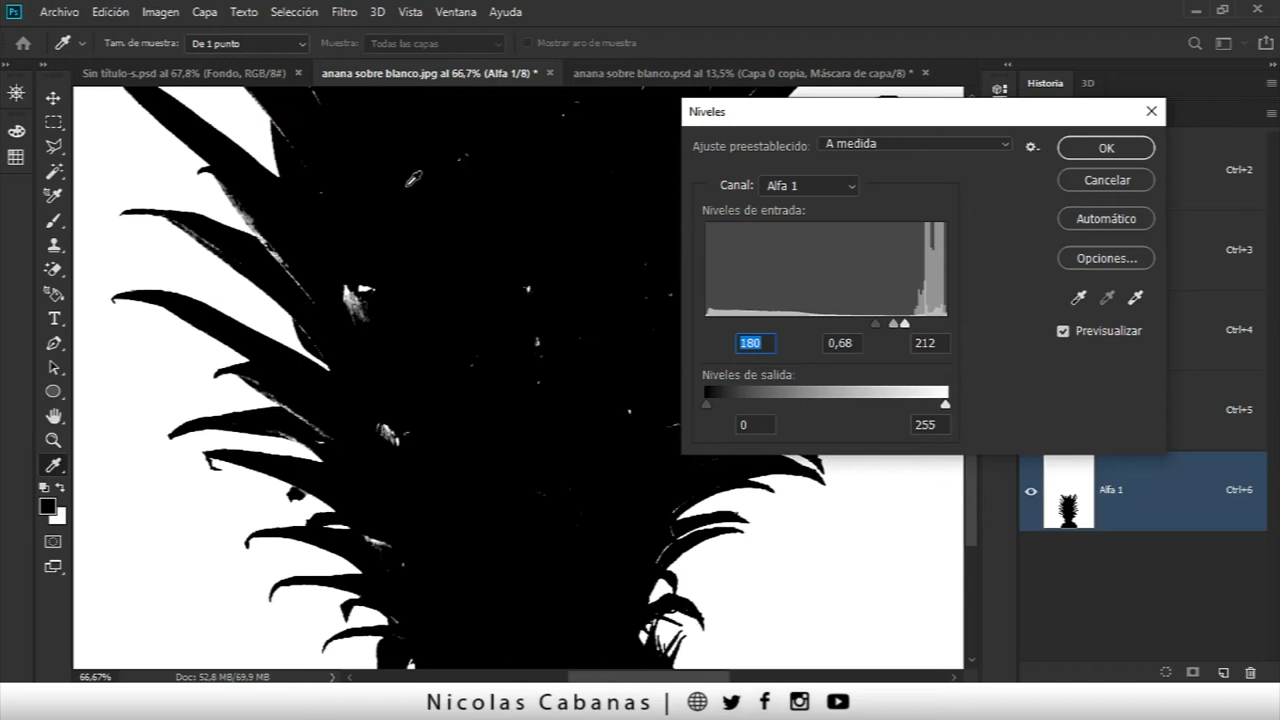 Archivo Edición Imagen Capa Texto Selección Filtro 3D Vista Ventana Ayuda
Tam. de muestra: De 1 punto Muestra: Todas las capas Mostrar aro de muestra
Sin título-s.psd al 67,8% (Fondo, RGB/8#) anana sobre blanco.jpg al 66,7% (Alfa 1/8) * anana sobre blanco.psd al 13,5% (Capa 0 copia, Máscara de capa/8) *
Historia 3D
Niveles
Ajuste preestablecido: A medida
OK
Canal: Alfa 1
Cancelar
Ctrl+2
Niveles de entrada:
Automático
Ctrl+3
Opciones...
Previsualizar
Ctrl+4
180 0,68 212
Niveles de salida:
Ctrl+5
0 255
Alfa 1 Ctrl+6
66,67% Doc: 52,8 MB/69,9 MB
Nicolas Cabanas |